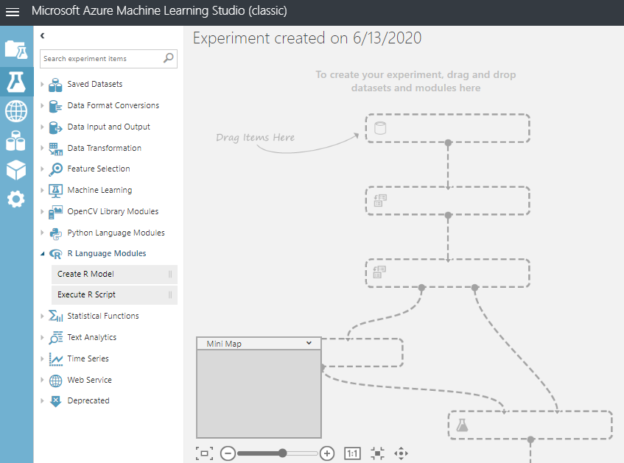 Microsoft Azure Machine Learning Studio (classic)
Search experiment items
Saved Datasets
Data Format Conversions
Data Input and Output
Data Transformation
Feature Selection
Machine Learning
OpenCV Library Modules
Python Language Modules
R Language Modules
Create R Model
Execute R Script
Statistical Functions
Text Analytics
Time Series
Web Service
Deprecated
Experiment created on 6/13/2020
To create your experiment, drag and drop
datasets and modules here
Drag Items Here
Mini Map
1:1